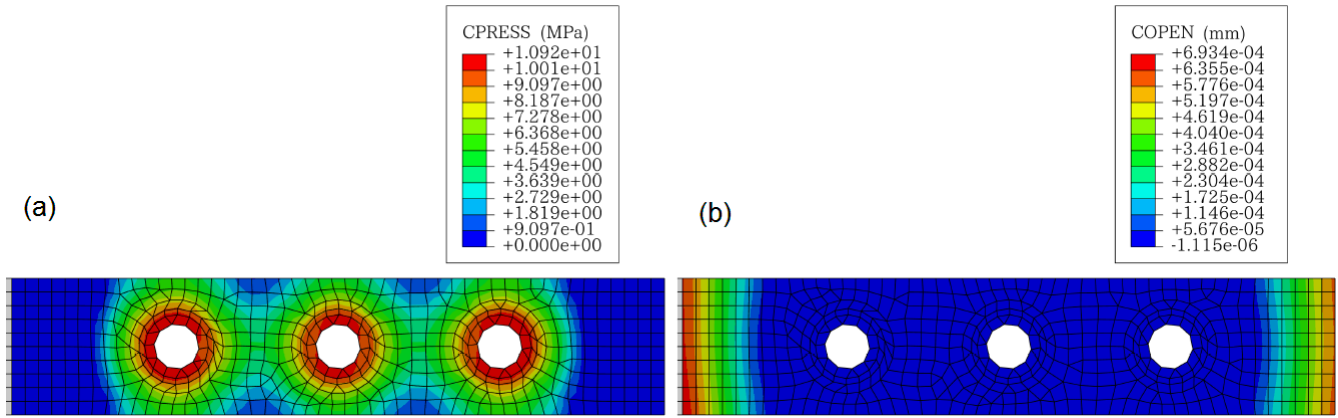 CPRESS (MPa)
+1.092e+01
+1.001e+01
+9.097e+00
+8.187e+00
+7.278e+00
+6.368e+00
+5.458e+00
+4.549e+00
+3.639e+00
+2.729e+00
+1.819e+00
+9.097e-01
+0.000e+00
(a)
COPEN (mm)
+6.934e-04
+6.355e-04
+5.776e-04
+5.197e-04
+4.619e-04
+4.040e-04
+3.461e-04
+2.882e-04
+2.304e-04
+1.725e-04
+1.146e-04
+5.676e-05
-1.115e-06
(b)